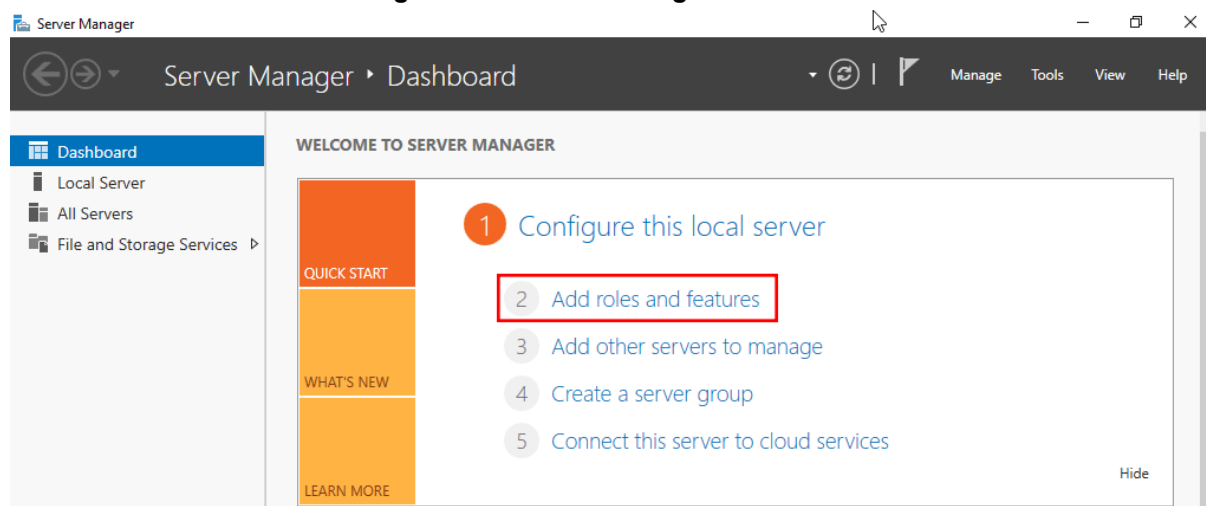 Server Manager
Server Manager • Dashboard
Manage Tools View Help
Dashboard
Local Server
All Servers
File and Storage Services
WELCOME TO SERVER MANAGER
QUICK START
WHAT'S NEW
LEARN MORE
1 Configure this local server
2 Add roles and features
3 Add other servers to manage
4 Create a server group
5 Connect this server to cloud services
Hide